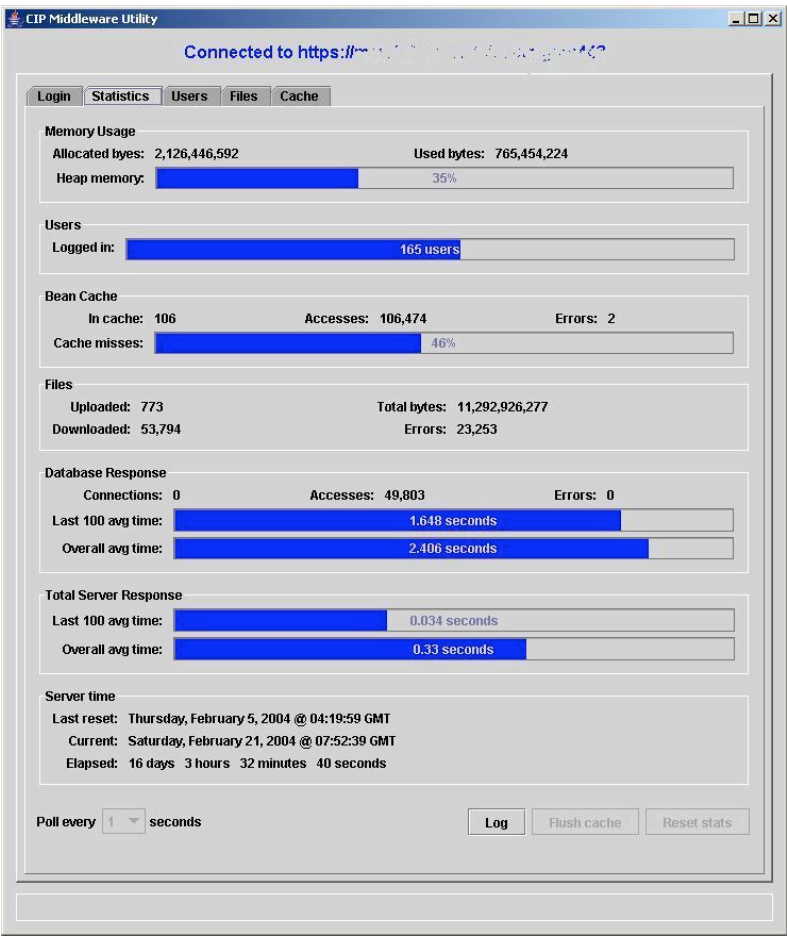 CIP Middleware Utility
Connected to https://
Login Statistics Users Files Cache
Memory Usage
Allocated byes: 2,126,446,592 Used bytes: 765,454,224
Heap memory: 35%
Users
Logged in: 165 users
Bean Cache
In cache: 106 Accesses: 106,474 Errors: 2
Cache misses: 46%
Files
Uploaded: 773 Total bytes: 11,292,926,277
Downloaded: 53,794 Errors: 23,253
Database Response
Connections: 0 Accesses: 49,803 Errors: 0
Last 100 avg time: 1.648 seconds
Overall avg time: 2.406 seconds
Total Server Response
Last 100 avg time: 0.034 seconds
Overall avg time: 0.33 seconds
Server time
Last reset: Thursday, February 5, 2004 @ 04:19:59 GMT
Current: Saturday, February 21, 2004 @ 07:52:39 GMT
Elapsed: 16 days 3 hours 32 minutes 40 seconds
Poll every 1 seconds Log Flush cache Reset stats